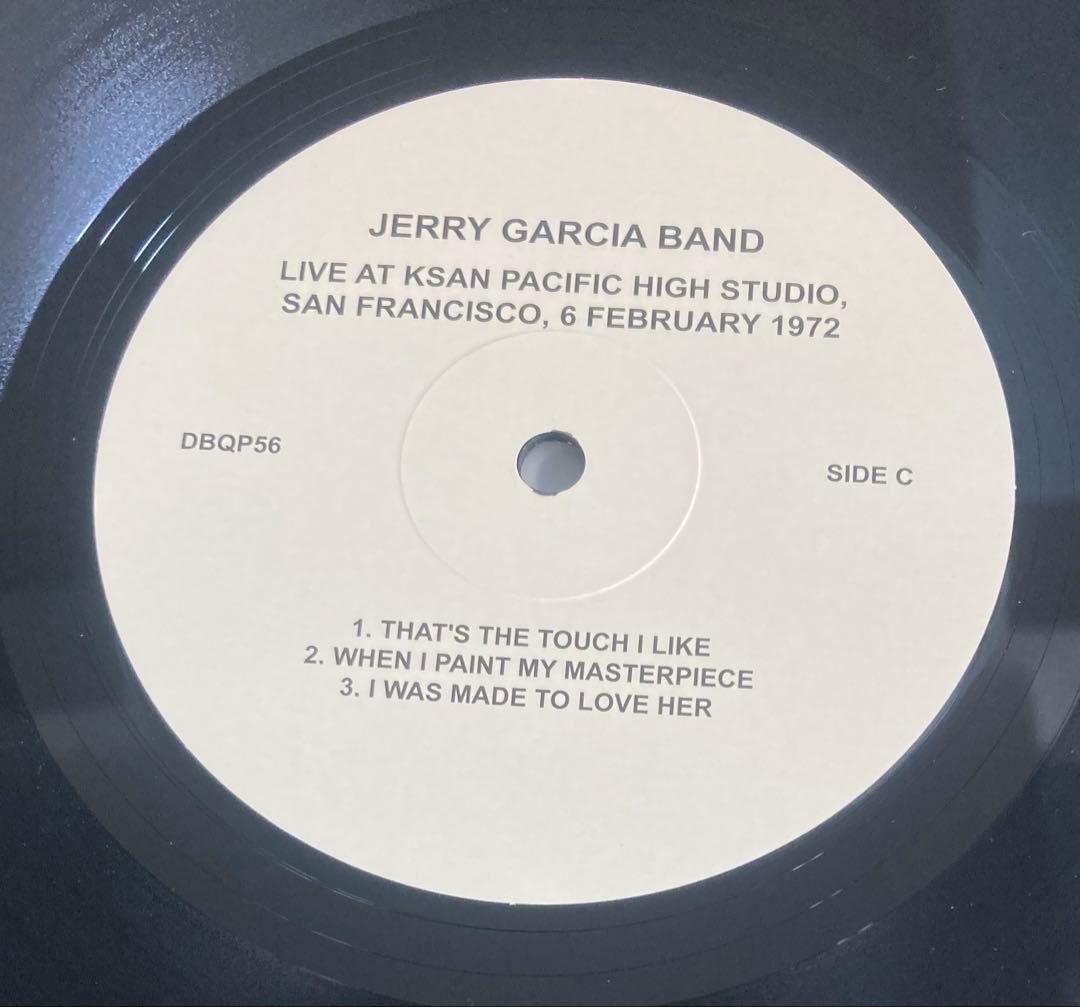 JERRY GARCIA BAND
LIVE AT KSAN PACIFIC HIGH STUDIO,
SAN FRANCISCO, 6 FEBRUARY 1972
DBQP56
SIDE C
1. THAT'S THE TOUCH I LIKE
2. WHEN I PAINT MY MASTERPIECE
3. I WAS MADE TO LOVE HER